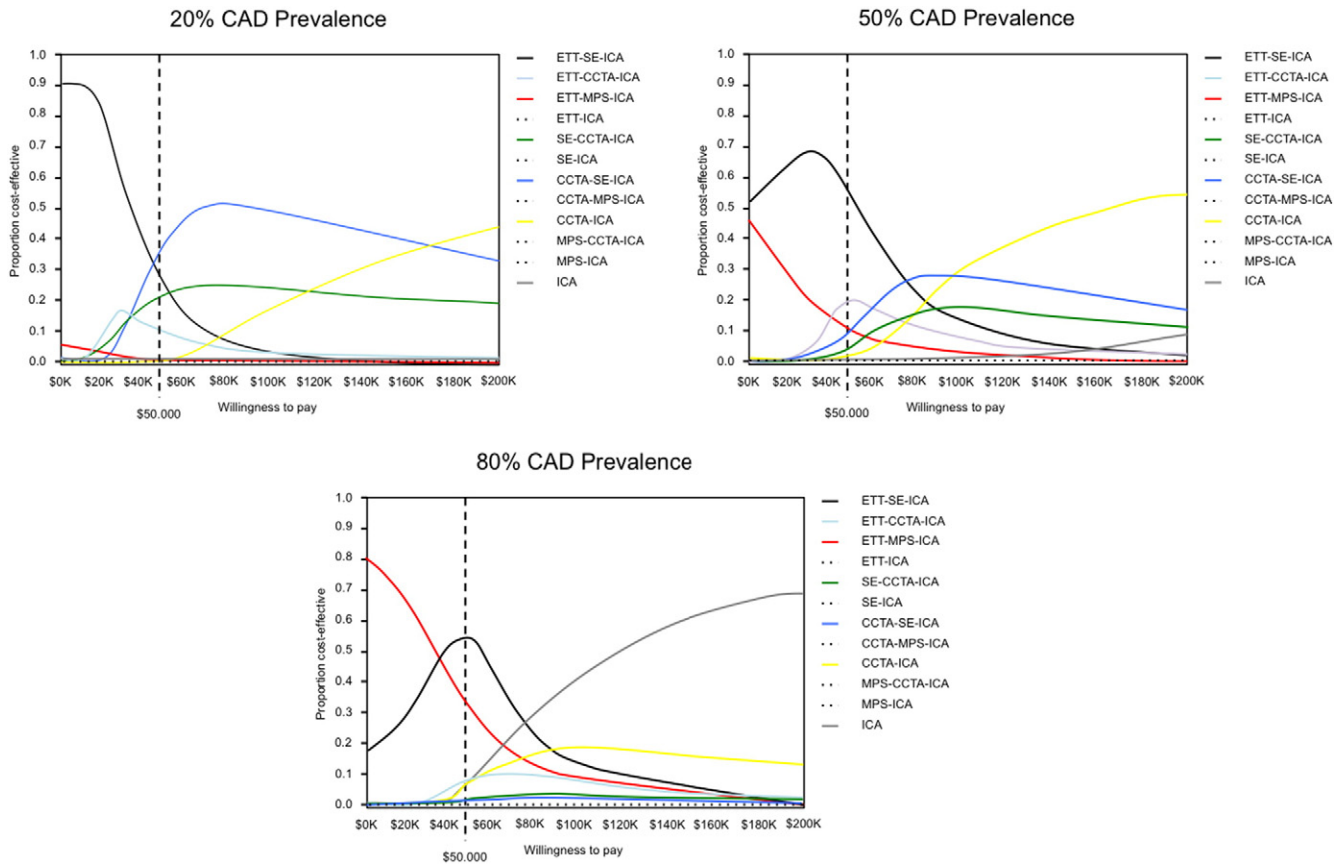 20% CAD Prevalence
Proportion cost-effective
1.0
0.9
0.8
0.7
0.6
0.5
0.4
0.3
0.2
0.1
0.0
$0K $20K $40K $60K $80K $100K $120K $140K $160K $180K $200K
$50.000
Willingness to pay
ETT-SE-ICA
ETT-CCTA-ICA
ETT-MPS-ICA
ETT-ICA
SE-CCTA-ICA
SE-ICA
CCTA-SE-ICA
CCTA-MPS-ICA
CCTA-ICA
MPS-CCTA-ICA
MPS-ICA
ICA
50% CAD Prevalence
Proportion cost-effective
1.0
0.9
0.8
0.7
0.6
0.5
0.4
0.3
0.2
0.1
0.0
$0K $20K $40K $60K $80K $100K $120K $140K $160K $180K $200K
$50.000
Willingness to pay
ETT-SE-ICA
ETT-CCTA-ICA
ETT-MPS-ICA
ETT-ICA
SE-CCTA-ICA
SE-ICA
CCTA-SE-ICA
CCTA-MPS-ICA
CCTA-ICA
MPS-CCTA-ICA
MPS-ICA
ICA
80% CAD Prevalence
Proportion cost-effective
1.0
0.9
0.8
0.7
0.6
0.5
0.4
0.3
0.2
0.1
0.0
$0K $20K $40K $60K $80K $100K $120K $140K $160K $180K $200K
$50.000
Willingness to pay
ETT-SE-ICA
ETT-CCTA-ICA
ETT-MPS-ICA
ETT-ICA
SE-CCTA-ICA
SE-ICA
CCTA-SE-ICA
CCTA-MPS-ICA
CCTA-ICA
MPS-CCTA-ICA
MPS-ICA
ICA